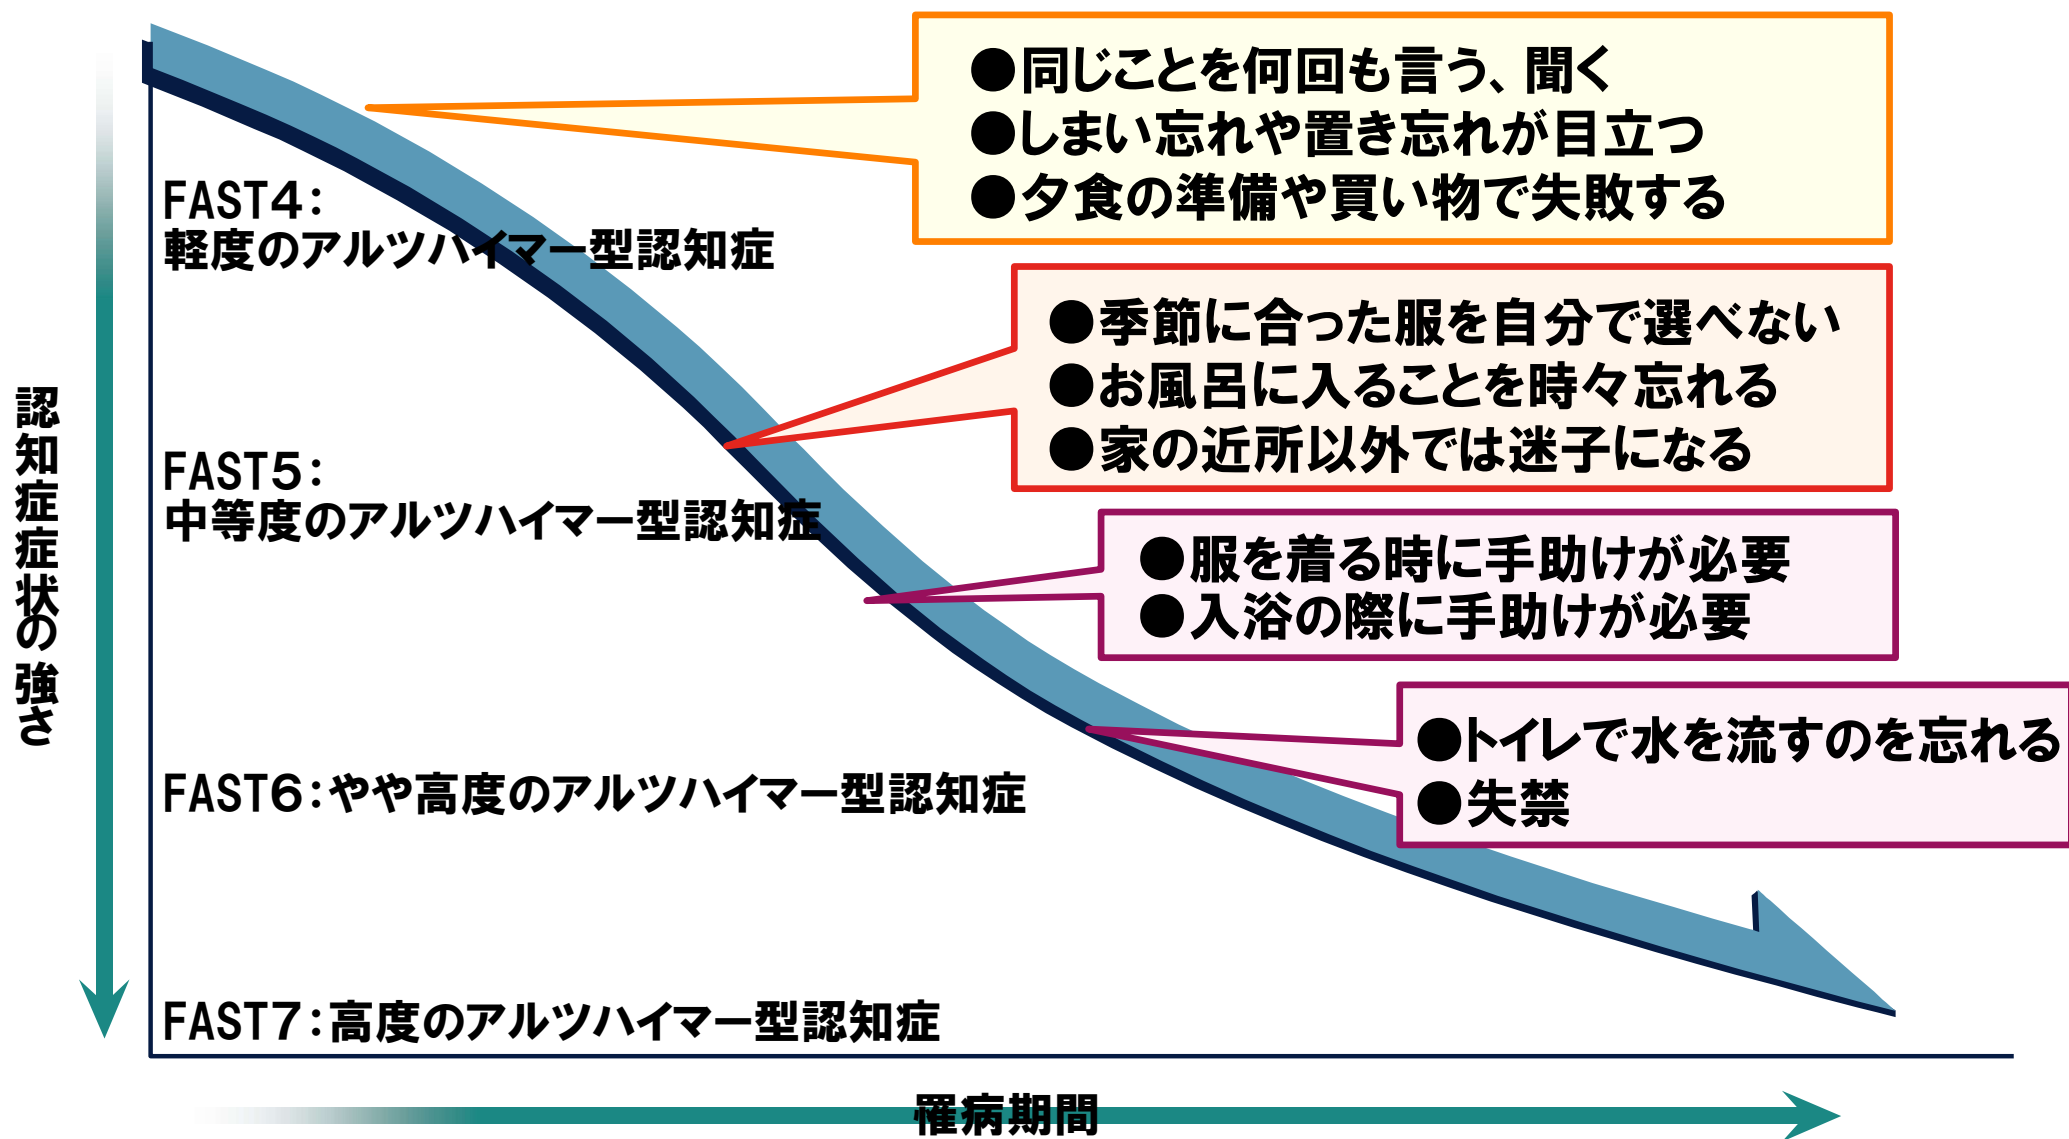 ●同じことを何回も言う、聞く
●しまい忘れや置き忘れが目立つ
●夕食の準備や買い物で失敗する
FAST4：
軽度のアルツハイマー型認知症
●季節に合った服を自分で選べない
●お風呂に入ることを時々忘れる
●家の近所以外では迷子になる
FAST5：
中等度のアルツハイマー型認知症
●服を着る時に手助けが必要
●入浴の際に手助けが必要
認知症症状の強さ
●トイレで水を流すのを忘れる
●失禁
FAST6：やや高度のアルツハイマー型認知症
FAST7：高度のアルツハイマー型認知症
罹病期間